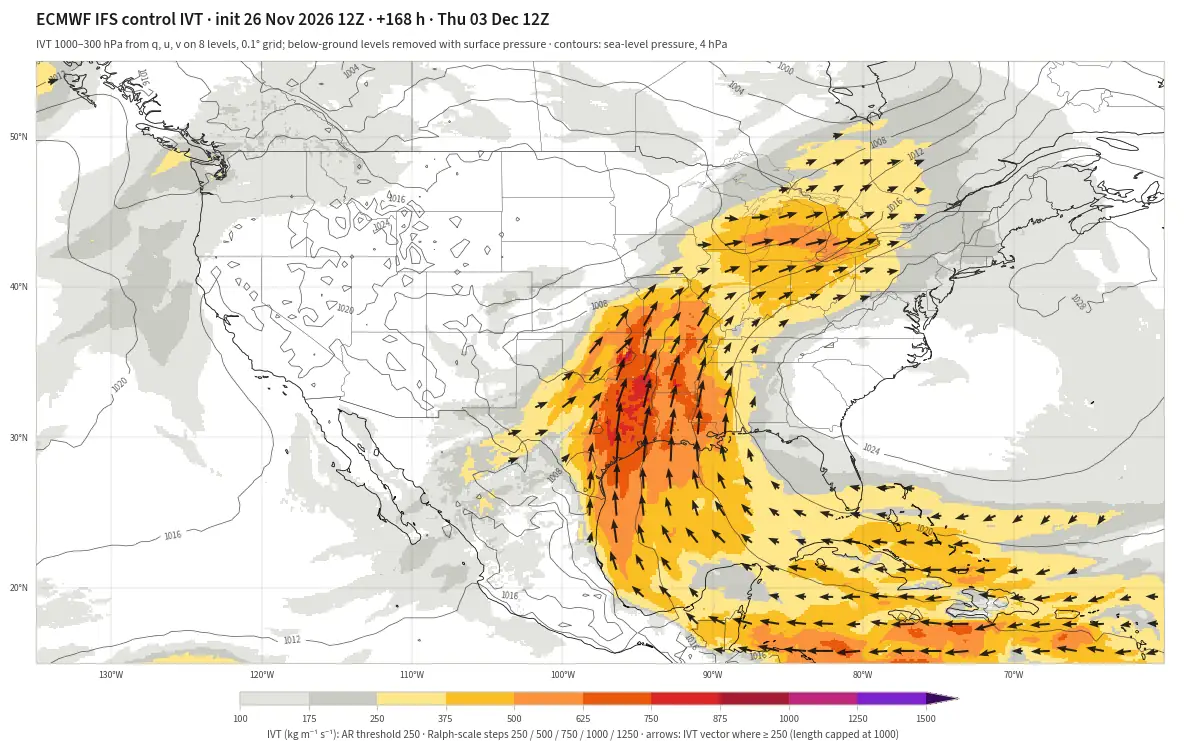 ECMWF IFS control IVT · init 26 Nov 2026 12Z · +168 h · Thu 03 Dec 12Z
IVT 1000–300 hPa from q, u, v on 8 levels, 0.1° grid; below-ground levels removed with surface pressure · contours: sea-level pressure, 4 hPa
1012
1016
1004
1000
1004
50°N
1008
1012
1016
1016
1024
40°N
1020
1008
1028
1020
30°N
1024
1008
1016
1020
20°N
1016
1012
1016
1016
130°W 120°W 110°W 100°W 90°W 80°W 70°W
100 175 250 375 500 625 750 875 1000 1250 1500
IVT (kg m⁻¹ s⁻¹): AR threshold 250 · Ralph-scale steps 250 / 500 / 750 / 1000 / 1250 · arrows: IVT vector where ≥ 250 (length capped at 1000)